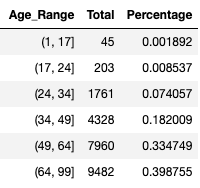 Age_Range Total Percentage
(1, 17] 45 0.001892
(17, 24] 203 0.008537
(24, 34] 1761 0.074057
(34, 49] 4328 0.182009
(49, 64] 7960 0.334749
(64, 99] 9482 0.398755